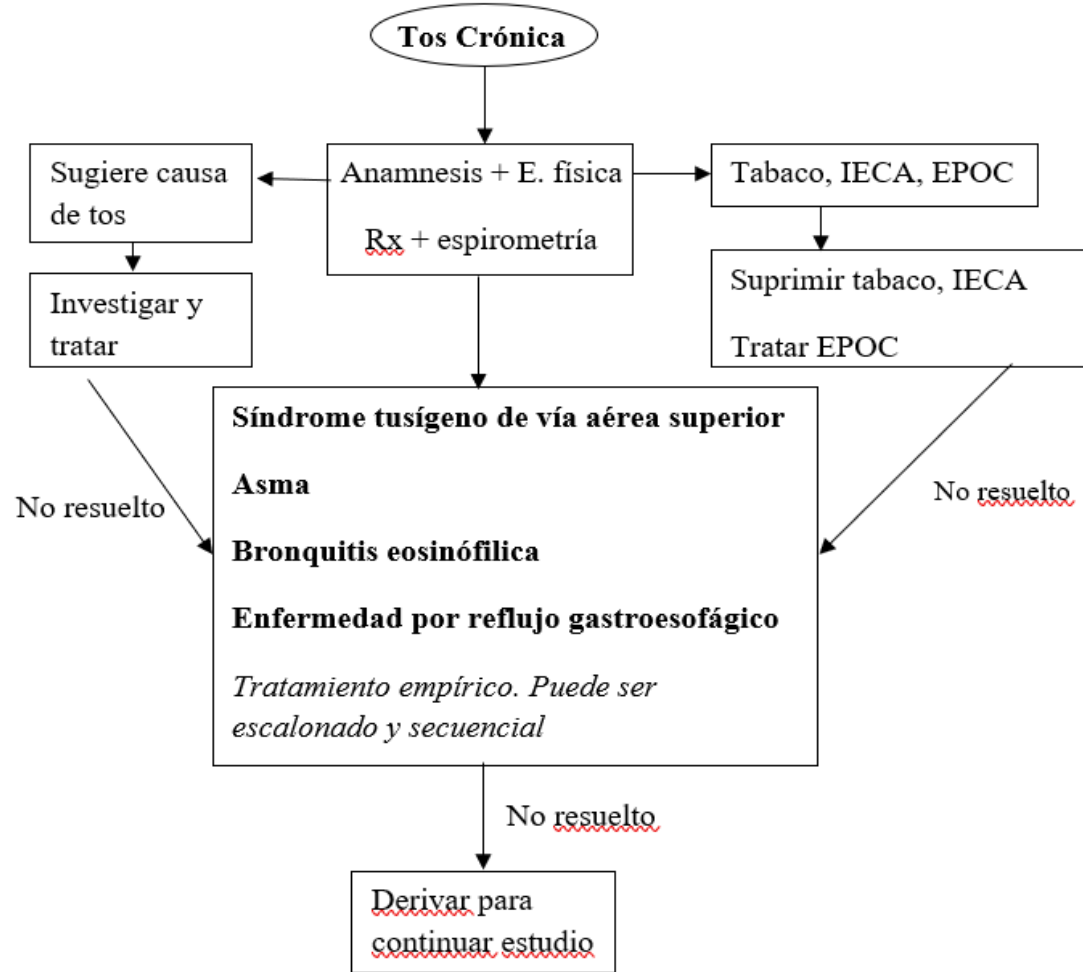 Tos Crónica
Sugiere causa
de tos
Anamnesis + E. física
Rx + espirometría
Tabaco, IECA, EPOC
Investigar y
tratar
Suprimir tabaco, IECA
Tratar EPOC
No resuelto
No resuelto
Síndrome tusígeno de vía aérea superior
Asma
Bronquitis eosinófilica
Enfermedad por reflujo gastroesofágico
Tratamiento empírico. Puede ser
escalonado y secuencial
No resuelto
Derivar para
continuar estudio